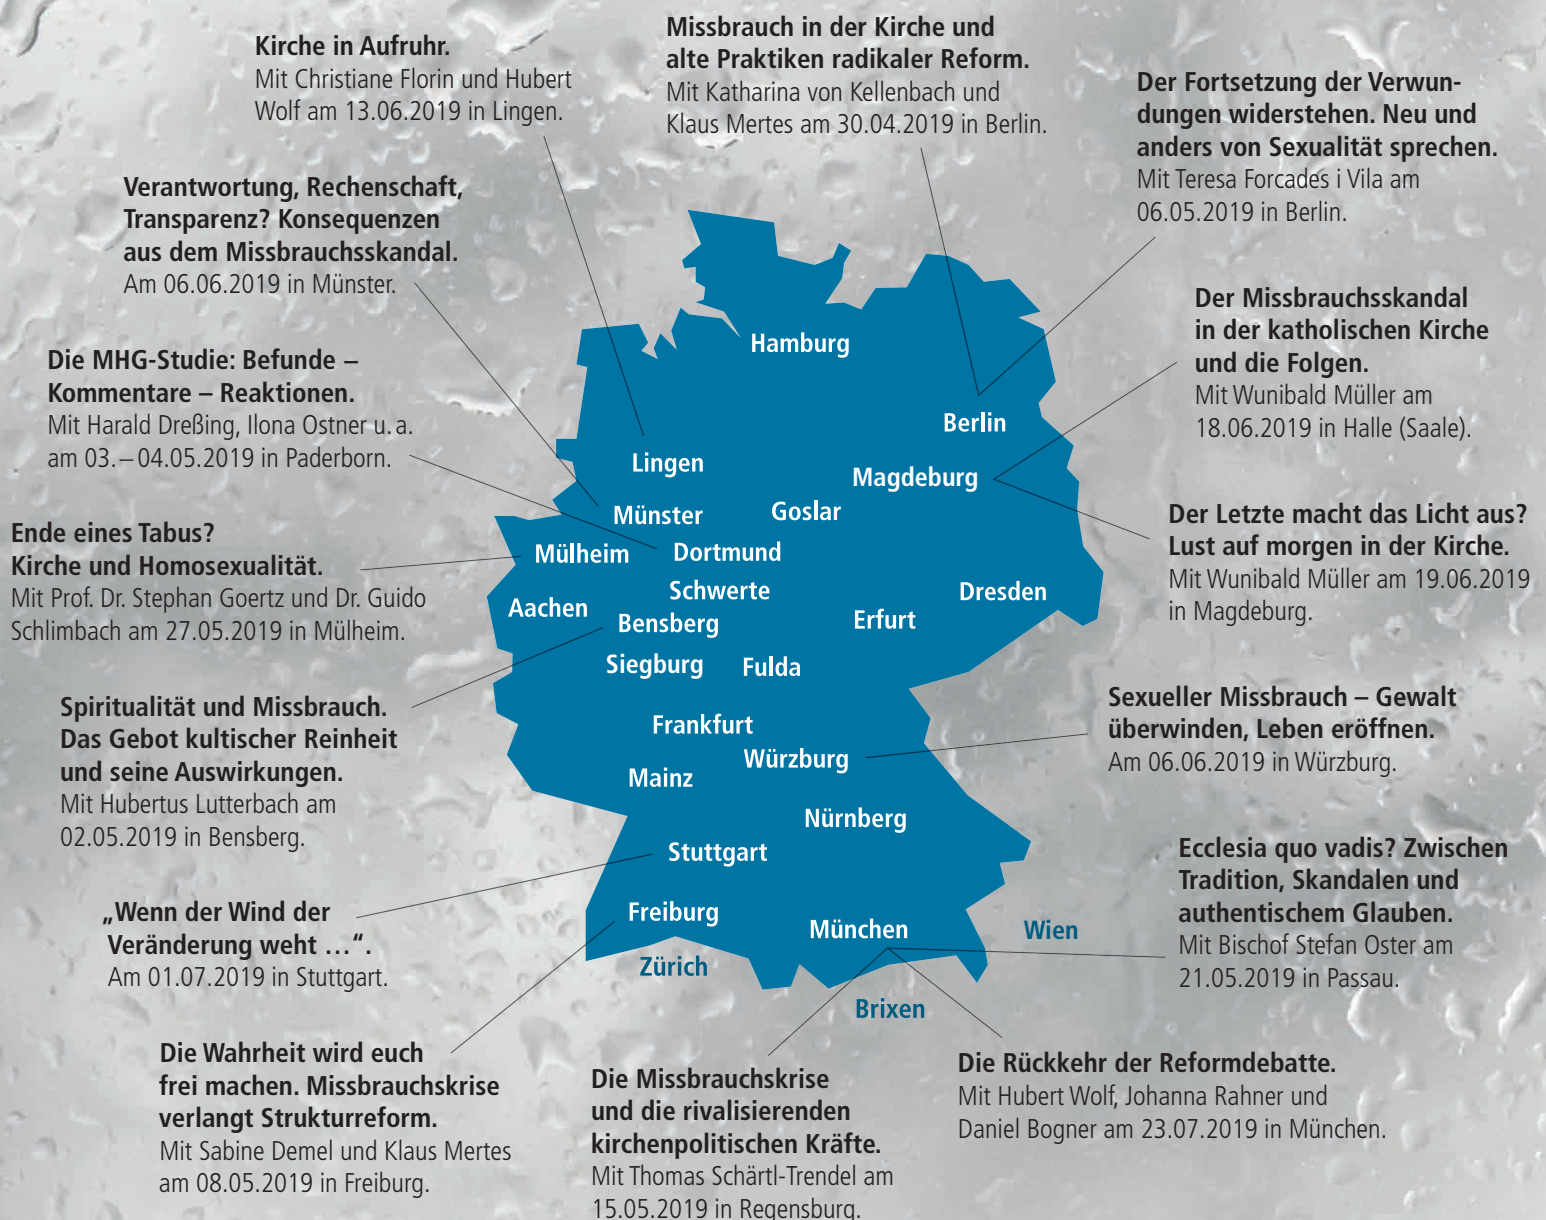 Kirche in Aufruhr.
Mit Christiane Florin und Hubert
Wolf am 13.06.2019 in Lingen.
Missbrauch in der Kirche und
alte Praktiken radikaler Reform.
Mit Katharina von Kellenbach und
Klaus Mertes am 30.04.2019 in Berlin.
Der Fortsetzung der Verwun-
dungen widerstehen. Neu und
anders von Sexualität sprechen.
Mit Teresa Forcades i Vila am
06.05.2019 in Berlin.
Verantwortung, Rechenschaft,
Transparenz? Konsequenzen
aus dem Missbrauchsskandal.
Am 06.06.2019 in Münster.
Der Missbrauchsskandal
in der katholischen Kirche
und die Folgen.
Mit Wunibald Müller am
18.06.2019 in Halle (Saale).
Die MHG-Studie: Befunde –
Kommentare – Reaktionen.
Mit Harald Dreßing, Ilona Ostner u. a.
am 03. – 04.05.2019 in Paderborn.
Der Letzte macht das Licht aus?
Lust auf morgen in der Kirche.
Mit Wunibald Müller am 19.06.2019
in Magdeburg.
Ende eines Tabus?
Kirche und Homosexualität.
Mit Prof. Dr. Stephan Goertz und Dr. Guido
Schlimbach am 27.05.2019 in Mülheim.
Spiritualität und Missbrauch.
Das Gebot kultischer Reinheit
und seine Auswirkungen.
Mit Hubertus Lutterbach am
02.05.2019 in Bensberg.
Sexueller Missbrauch – Gewalt
überwinden, Leben eröffnen.
Am 06.06.2019 in Würzburg.
„Wenn der Wind der
Veränderung weht …“.
Am 01.07.2019 in Stuttgart.
Ecclesia quo vadis? Zwischen
Tradition, Skandalen und
authentischem Glauben.
Mit Bischof Stefan Oster am
21.05.2019 in Passau.
Die Wahrheit wird euch
frei machen. Missbrauchskrise
verlangt Strukturreform.
Mit Sabine Demel und Klaus Mertes
am 08.05.2019 in Freiburg.
Die Missbrauchskrise
und die rivalisierenden
kirchenpolitischen Kräfte.
Mit Thomas Schärtl-Trendel am
15.05.2019 in Regensburg.
Die Rückkehr der Reformdebatte.
Mit Hubert Wolf, Johanna Rahner und
Daniel Bogner am 23.07.2019 in München.
Hamburg
Berlin
Lingen
Magdeburg
Münster
Goslar
Mülheim
Dortmund
Schwerte
Dresden
Aachen
Bensberg
Erfurt
Siegburg
Fulda
Frankfurt
Würzburg
Mainz
Nürnberg
Stuttgart
Freiburg
München
Wien
Zürich
Brixen